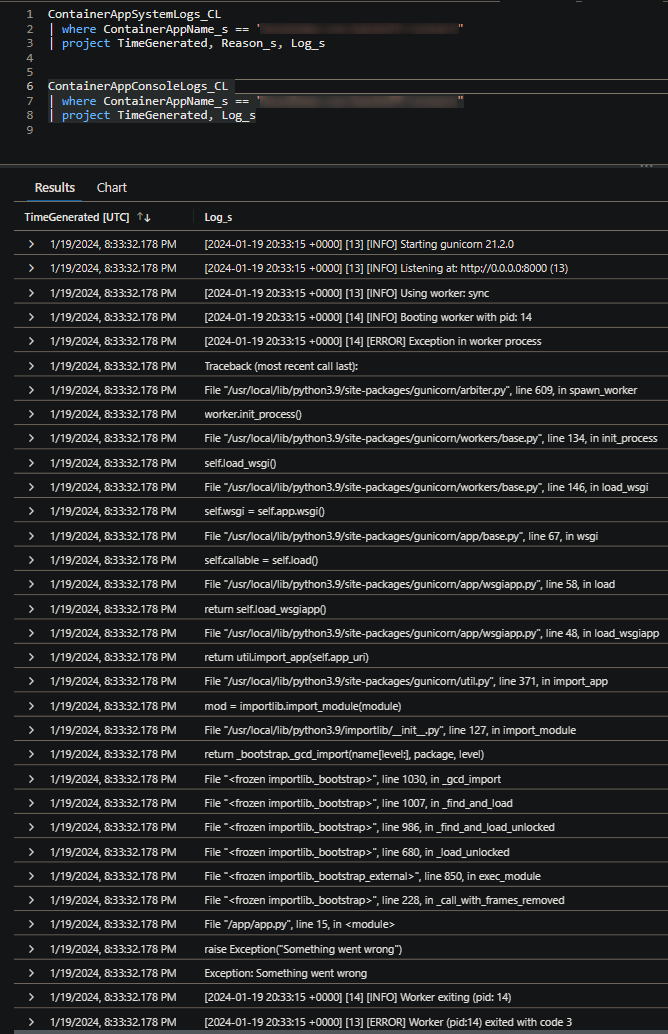 1 ContainerAppSystemLogs_CL
2 | where ContainerAppName_s == " "
3 | project TimeGenerated, Reason_s, Log_s
4
5
6 ContainerAppConsoleLogs_CL
7 | where ContainerAppName_s == " "
8 | project TimeGenerated, Log_s
9
Results Chart
TimeGenerated [UTC] ↑↓ Log_s
1/19/2024, 8:33:32.178 PM [2024-01-19 20:33:15 +0000] [13] [INFO] Starting gunicorn 21.2.0
1/19/2024, 8:33:32.178 PM [2024-01-19 20:33:15 +0000] [13] [INFO] Listening at: http://0.0.0.0:8000 (13)
1/19/2024, 8:33:32.178 PM [2024-01-19 20:33:15 +0000] [13] [INFO] Using worker: sync
1/19/2024, 8:33:32.178 PM [2024-01-19 20:33:15 +0000] [14] [INFO] Booting worker with pid: 14
1/19/2024, 8:33:32.178 PM [2024-01-19 20:33:15 +0000] [14] [ERROR] Exception in worker process
1/19/2024, 8:33:32.178 PM Traceback (most recent call last):
1/19/2024, 8:33:32.178 PM File "/usr/local/lib/python3.9/site-packages/gunicorn/arbiter.py", line 609, in spawn_worker
1/19/2024, 8:33:32.178 PM worker.init_process()
1/19/2024, 8:33:32.178 PM File "/usr/local/lib/python3.9/site-packages/gunicorn/workers/base.py", line 134, in init_process
1/19/2024, 8:33:32.178 PM self.load_wsgi()
1/19/2024, 8:33:32.178 PM File "/usr/local/lib/python3.9/site-packages/gunicorn/workers/base.py", line 146, in load_wsgi
1/19/2024, 8:33:32.178 PM self.wsgi = self.app.wsgi()
1/19/2024, 8:33:32.178 PM File "/usr/local/lib/python3.9/site-packages/gunicorn/app/base.py", line 67, in wsgi
1/19/2024, 8:33:32.178 PM self.callable = self.load()
1/19/2024, 8:33:32.178 PM File "/usr/local/lib/python3.9/site-packages/gunicorn/app/wsgiapp.py", line 58, in load
1/19/2024, 8:33:32.178 PM return self.load_wsgiapp()
1/19/2024, 8:33:32.178 PM File "/usr/local/lib/python3.9/site-packages/gunicorn/app/wsgiapp.py", line 48, in load_wsgiapp
1/19/2024, 8:33:32.178 PM return util.import_app(self.app_uri)
1/19/2024, 8:33:32.178 PM File "/usr/local/lib/python3.9/site-packages/gunicorn/util.py", line 371, in import_app
1/19/2024, 8:33:32.178 PM mod = importlib.import_module(module)
1/19/2024, 8:33:32.178 PM File "/usr/local/lib/python3.9/importlib/__init__.py", line 127, in import_module
1/19/2024, 8:33:32.178 PM return _bootstrap._gcd_import(name[level:], package, level)
1/19/2024, 8:33:32.178 PM File "<frozen importlib._bootstrap>", line 1030, in _gcd_import
1/19/2024, 8:33:32.178 PM File "<frozen importlib._bootstrap>", line 1007, in _find_and_load
1/19/2024, 8:33:32.178 PM File "<frozen importlib._bootstrap>", line 986, in _find_and_load_unlocked
1/19/2024, 8:33:32.178 PM File "<frozen importlib._bootstrap>", line 680, in _load_unlocked
1/19/2024, 8:33:32.178 PM File "<frozen importlib._bootstrap_external>", line 850, in exec_module
1/19/2024, 8:33:32.178 PM File "<frozen importlib._bootstrap>", line 228, in _call_with_frames_removed
1/19/2024, 8:33:32.178 PM File "/app/app.py", line 15, in <module>
1/19/2024, 8:33:32.178 PM raise Exception("Something went wrong")
1/19/2024, 8:33:32.178 PM Exception: Something went wrong
1/19/2024, 8:33:32.178 PM [2024-01-19 20:33:15 +0000] [14] [INFO] Worker exiting (pid: 14)
1/19/2024, 8:33:32.178 PM [2024-01-19 20:33:15 +0000] [13] [ERROR] Worker (pid:14) exited with code 3